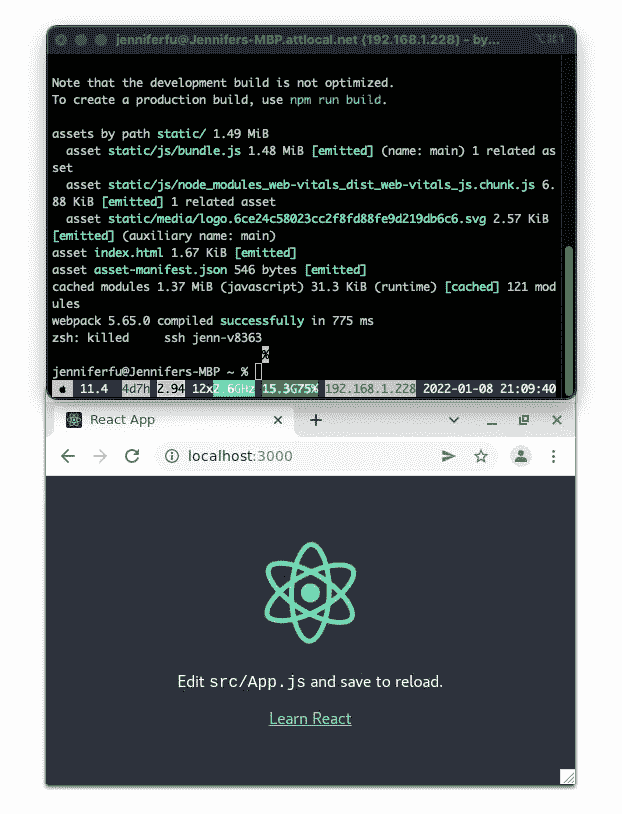 jenniferfu@Jennifers-MBP.attlocal.net (192.168.1.228) – by... ⌥⌘1
Note that the development build is not optimized.
To create a production build, use npm run build.
assets by path static/ 1.49 MiB
asset static/js/bundle.js 1.48 MiB [emitted] (name: main) 1 related as
set
asset static/js/node_modules_web-vitals_dist_web-vitals_js.chunk.js 6.
88 KiB [emitted] 1 related asset
asset static/media/logo.6ce24c58023cc2f8fd88fe9d219db6c6.svg 2.57 KiB
[emitted] (auxiliary name: main)
asset index.html 1.67 KiB [emitted]
asset asset-manifest.json 546 bytes [emitted]
cached modules 1.37 MiB (javascript) 31.3 KiB (runtime) [cached] 121 mod
ules
webpack 5.65.0 compiled successfully in 775 ms
zsh: killed ssh jenn-v8363
%
jenniferfu@Jennifers-MBP ~ %
11.4 4d7h 2.94 12x2.6GHz 15.3G75% 192.168.1.228 2022-01-08 21:09:40
React App
localhost:3000
Edit src/App.js and save to reload.
Learn React